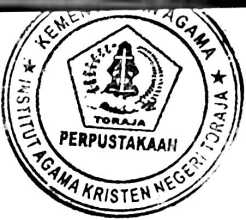 KEMEN AGAMA
TORAJA
PERPUSTAKAAN
★ INSTITUT AGAMA KRISTEN NEGERI TORAJA ★